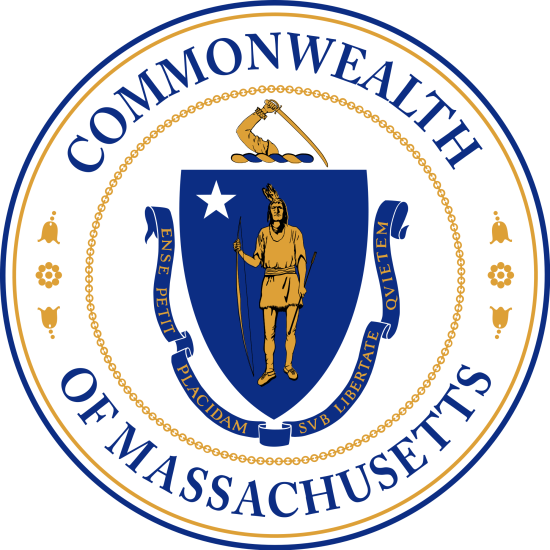 COMMONWEALTH
ENSE PETIT PLACIDAM SVB LIBERTATE QVIETEM
OF MASSACHUSETTS